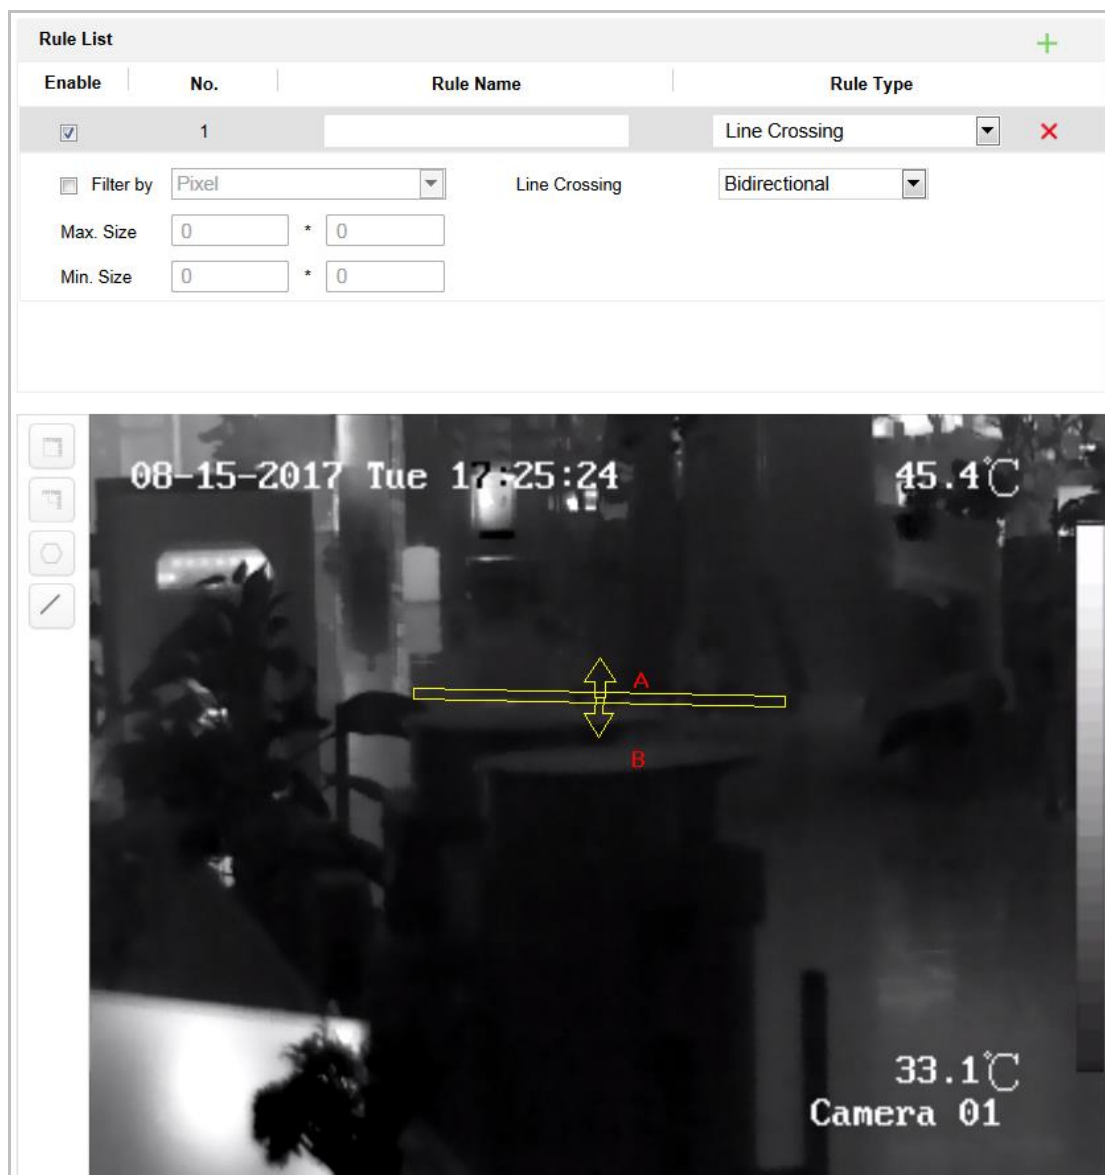 Rule List
Enable No. Rule Name Rule Type
1 Line Crossing
Filter by Pixel Line Crossing Bidirectional
Max. Size 0 * 0
Min. Size 0 * 0
08-15-2017 Tue 17:25:24 45.4℃
A
B
33.1℃
Camera 01